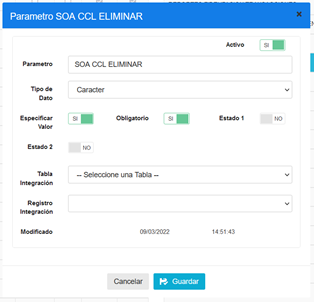 Parametro SOA CCL ELIMINAR ×
Activo SI
Parametro SOA CCL ELIMINAR
Tipo de Dato Caracter
Especificar Valor SI Obligatorio SI Estado 1 NO
Estado 2 NO
Tabla Integración -- Seleccione una Tabla --
Registro Integración
Modificado 09/03/2022 14:51:43
Cancelar Guardar